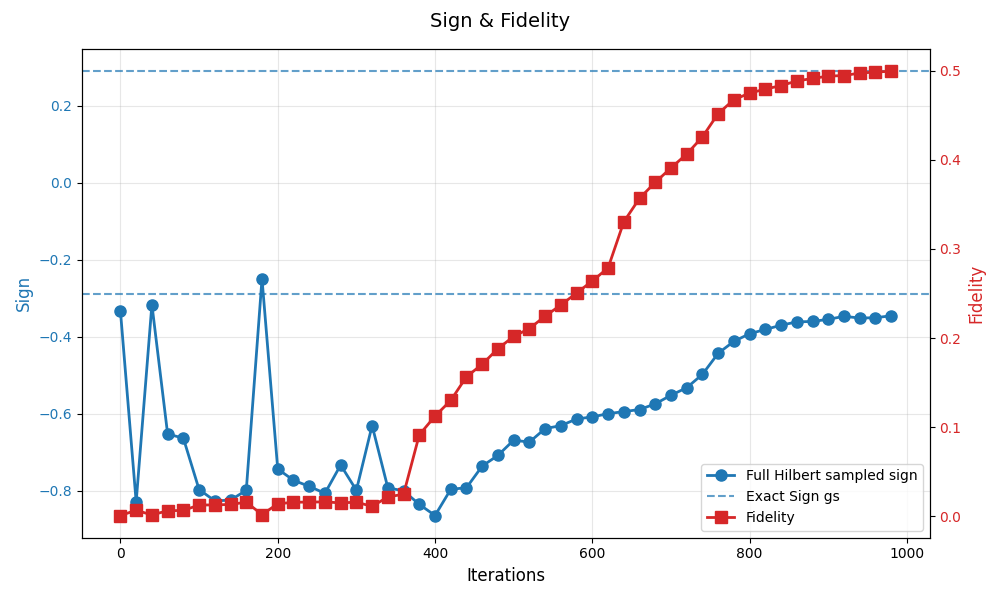 Sign & Fidelity
Sign
0.2
0.0
−0.2
−0.4
−0.6
−0.8
0.5
0.4
0.3
0.2
0.1
0.0
Fidelity
Full Hilbert sampled sign
Exact Sign gs
Fidelity
0 200 400 600 800 1000
Iterations